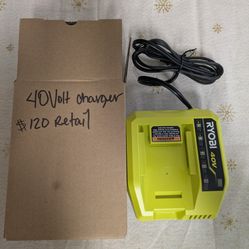 40Volt charger
$120 Retail
RYOBI 40V